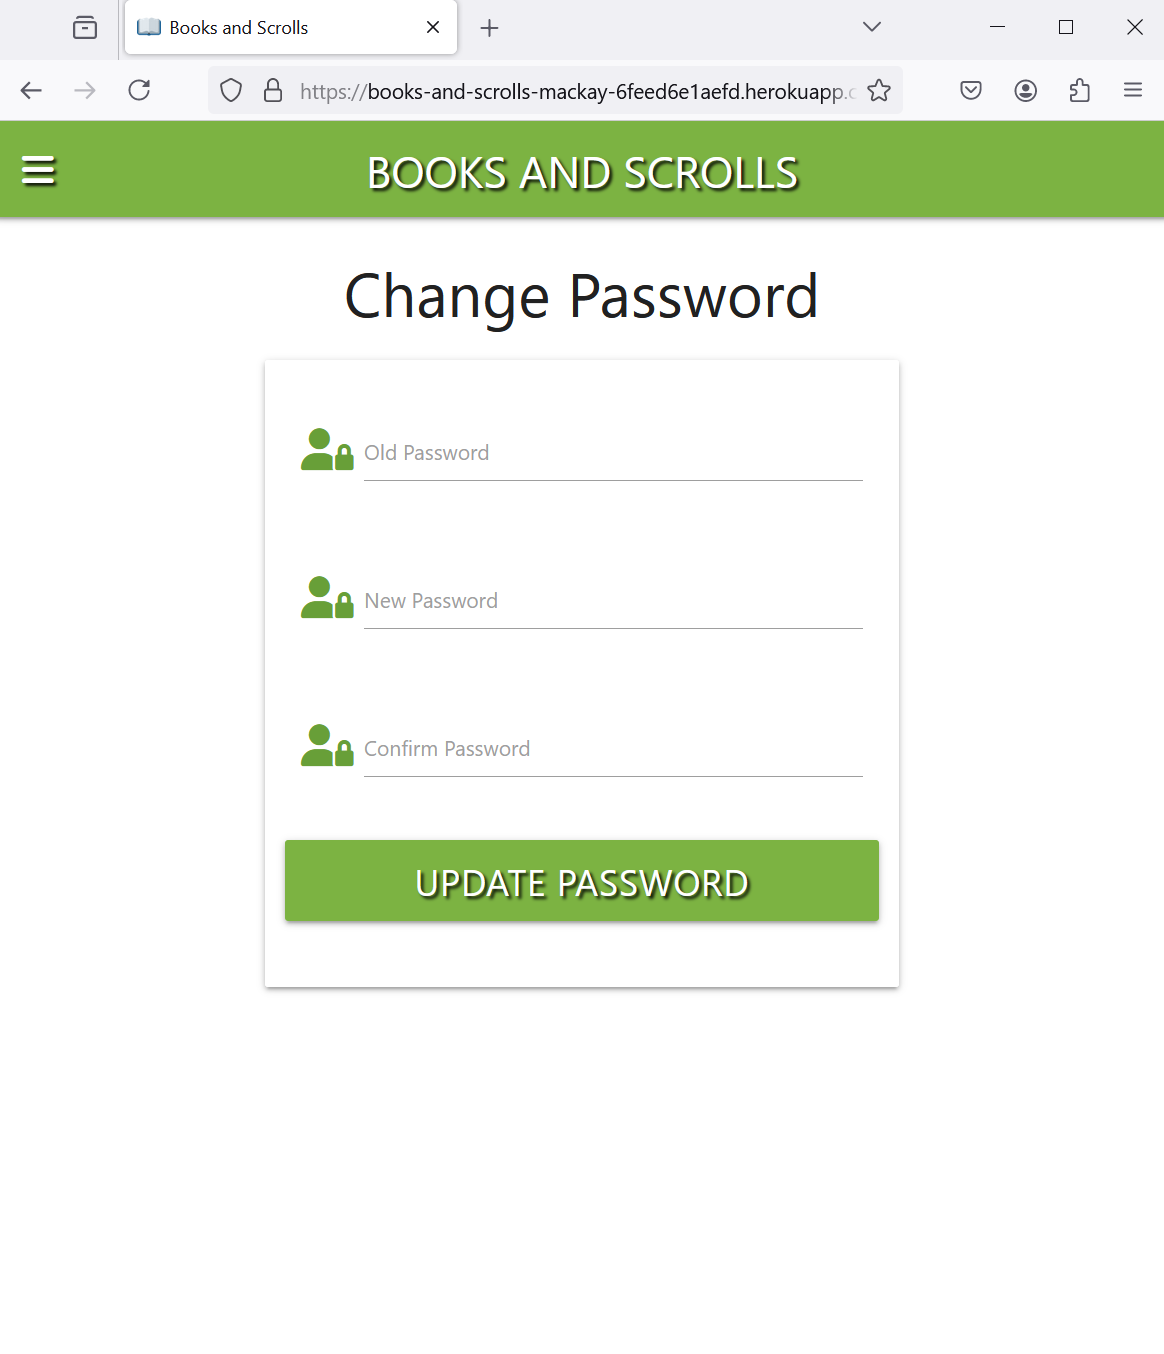 Books and Scrolls
https://books-and-scrolls-mackay-6feed6e1aefd.herokuapp.c
BOOKS AND SCROLLS
Change Password
Old Password
New Password
Confirm Password
UPDATE PASSWORD